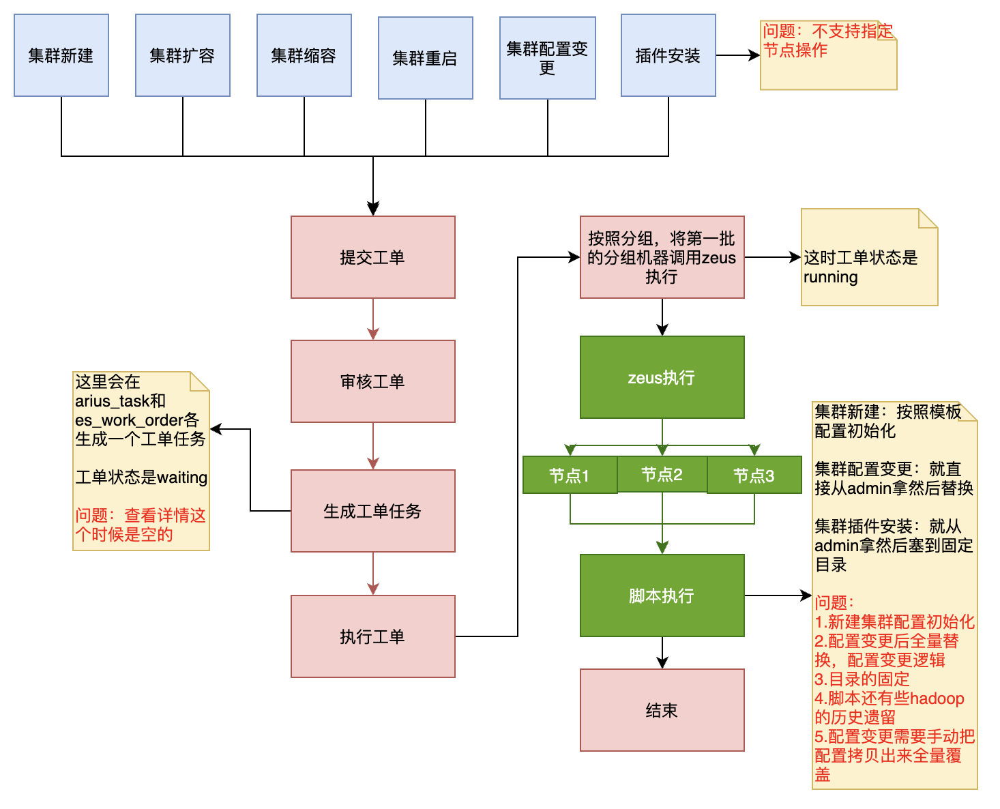 集群新建
集群扩容
集群缩容
集群重启
集群配置变
更
插件安装
问题：不支持指定
节点操作
提交工单
审核工单
生成工单任务
执行工单
这里会在
arius_task和
es_work_order各
生成一个工单任务
工单状态是waiting
问题：查看详情这
个时候是空的
按照分组，将第一批
的分组机器调用zeus
执行
这时工单状态是
running
zeus执行
节点1
节点2
节点3
脚本执行
结束
集群新建：按照模板
配置初始化
集群配置变更：就直
接从admin拿然后替换
集群插件安装：就从
admin拿然后塞到固定
目录
问题：
1.新建集群配置初始化
2.配置变更后全量替
换，配置变更逻辑
3.目录的固定
4.脚本还有些hadoop
的历史遗留
5.配置变更需要手动把
配置拷贝出来全量覆
盖